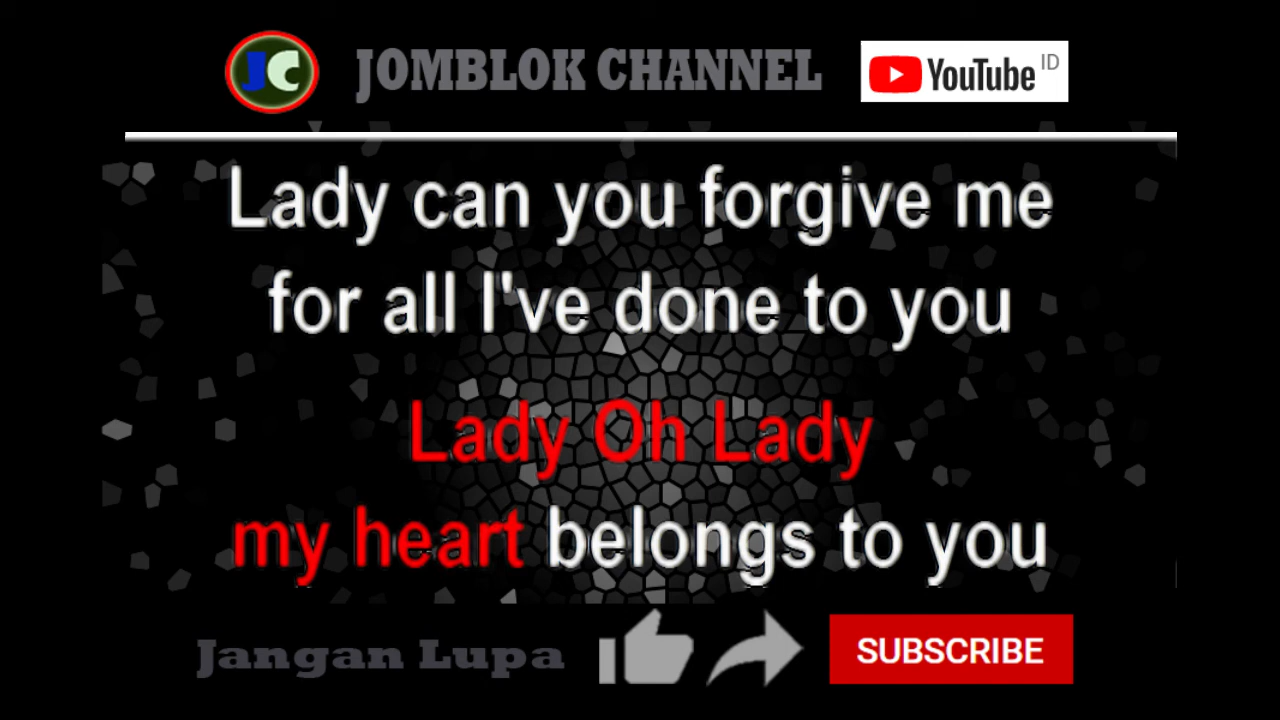 JC JOMBLOK CHANNEL YouTube ID
Lady can you forgive me
for all I've done to you
Lady Oh Lady
my heart belongs to you
Jangan Lupa SUBSCRIBE